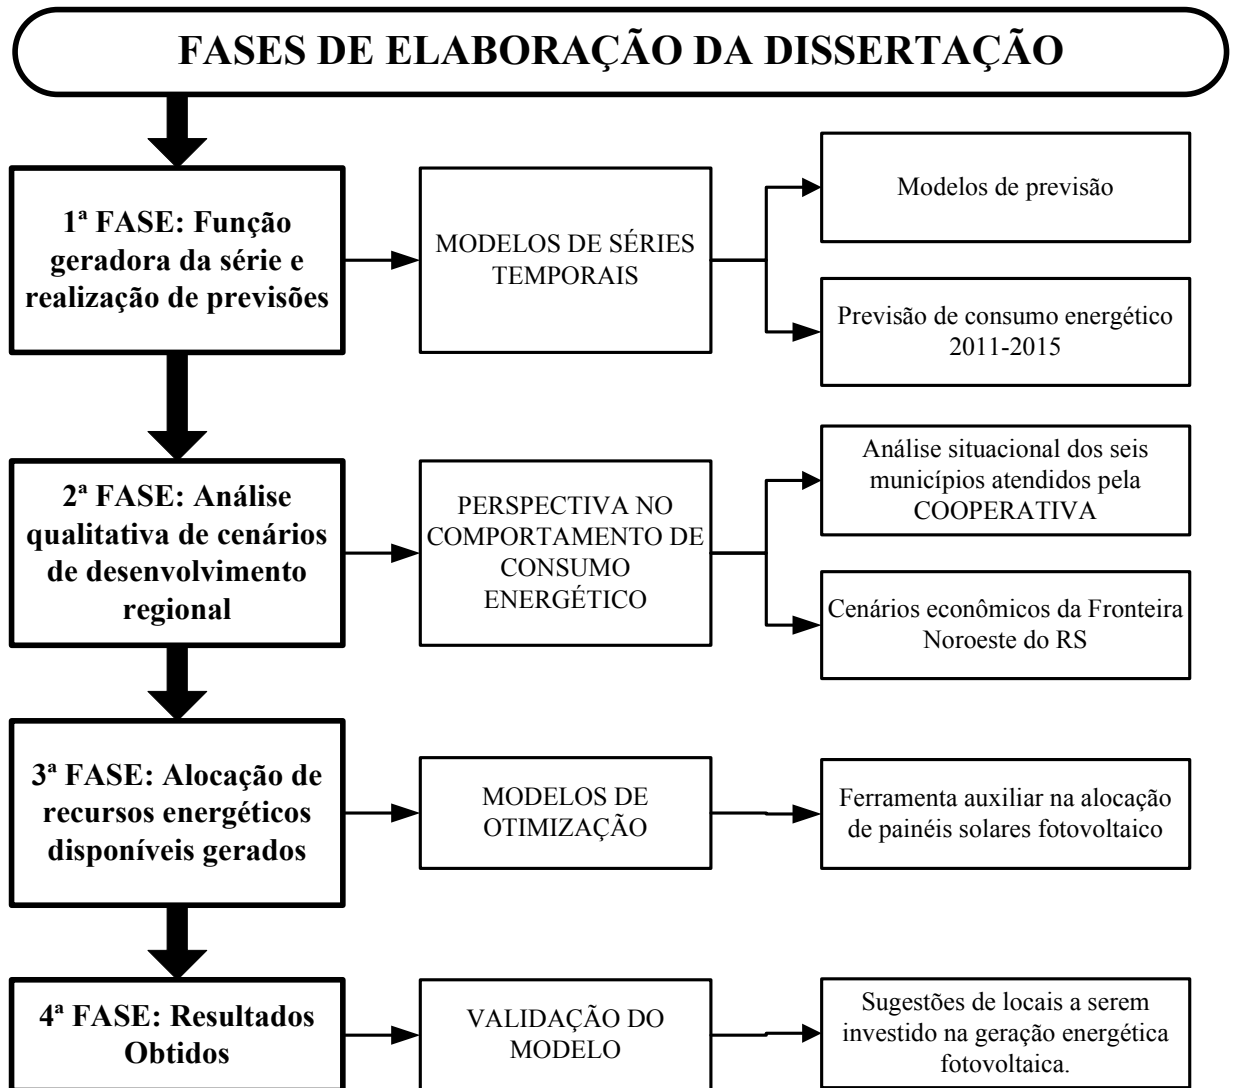 FASES DE ELABORAÇÃO DA DISSERTAÇÃO
1ª FASE: Função
geradora da série e
realização de previsões
MODELOS DE SÉRIES
TEMPORAIS
Modelos de previsão
Previsão de consumo energético
2011-2015
2ª FASE: Análise
qualitativa de cenários
de desenvolvimento
regional
PERSPECTIVA NO
COMPORTAMENTO DE
CONSUMO
ENERGÉTICO
Análise situacional dos seis
municípios atendidos pela
COOPERATIVA
Cenários econômicos da Fronteira
Noroeste do RS
3ª FASE: Alocação de
recursos energéticos
disponíveis gerados
MODELOS DE
OTIMIZAÇÃO
Ferramenta auxiliar na alocação
de painéis solares fotovoltaico
4ª FASE: Resultados
Obtidos
VALIDAÇÃO DO
MODELO
Sugestões de locais a serem
investido na geração energética
fotovoltaica.